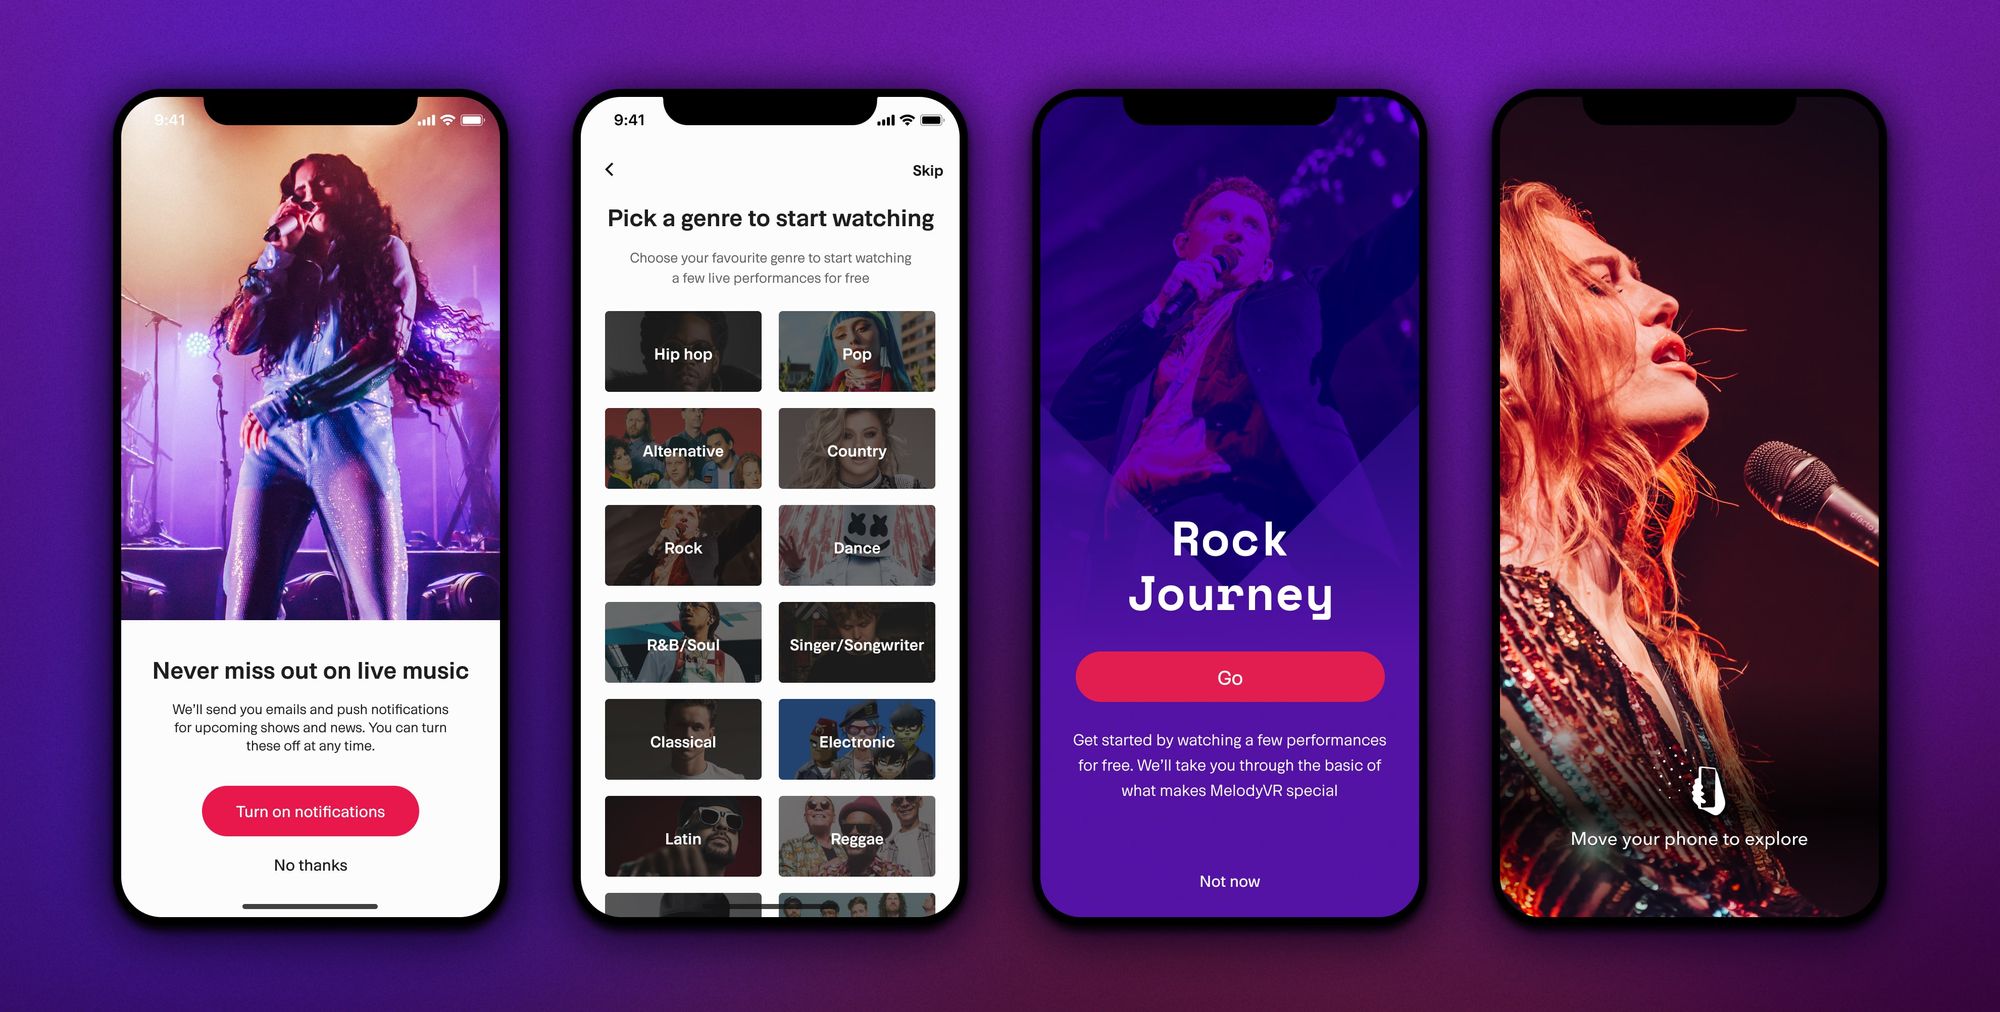 9:41
Never miss out on live music
We'll send you emails and push notifications
for upcoming shows and news. You can turn
these off at any time.
Turn on notifications
No thanks
9:41
Skip
Pick a genre to start watching
Choose your favourite genre to start watching
a few live performances for free
Hip hop
Pop
Alternative
Country
Rock
Dance
R&B/Soul
Singer/Songwriter
Classical
Electronic
Latin
Reggae
Rock
Journey
Go
Get started by watching a few performances
for free. We'll take you through the basic of
what makes MelodyVR special
Not now
d:facto
Move your phone to explore